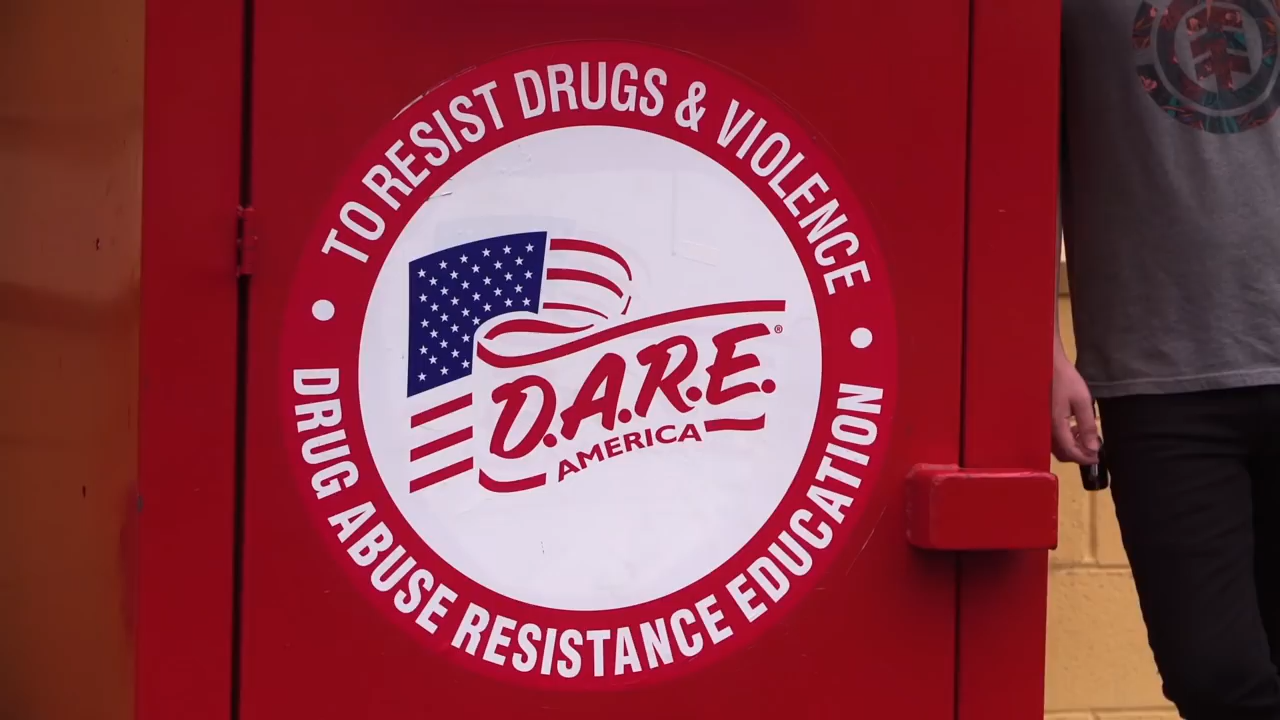 TO RESIST DRUGS & VIOLENCE
D.A.R.E.®
AMERICA
DRUG ABUSE RESISTANCE EDUCATION